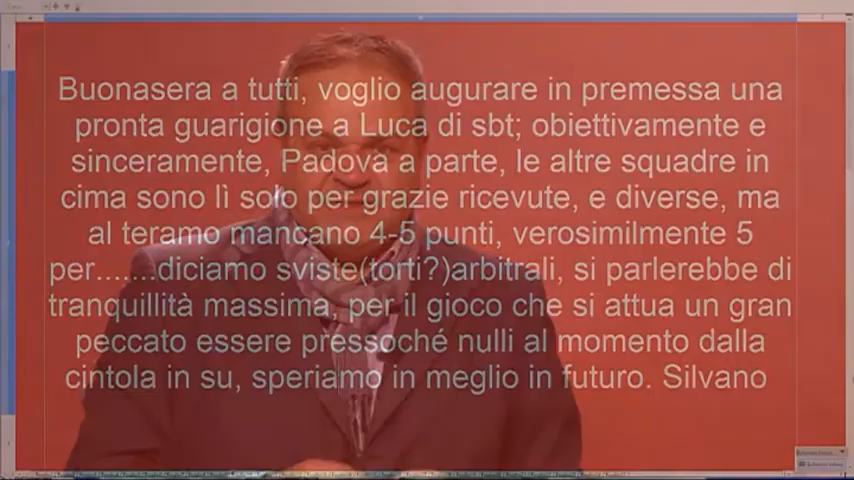 Buonasera a tutti, voglio augurare in premessa una
pronta guarigione a Luca di sbt; obiettivamente e
sinceramente, Padova a parte, le altre squadre in
cima sono lì solo per grazie ricevute, e diverse, ma
al teramo mancano 4-5 punti, verosimilmente 5
per.......diciamo sviste(torti?)arbitrali, si parlerebbe di
tranquillità massima, per il gioco che si attua un gran
peccato essere pressoché nulli al momento dalla
cintola in su, speriamo in meglio in futuro. Silvano